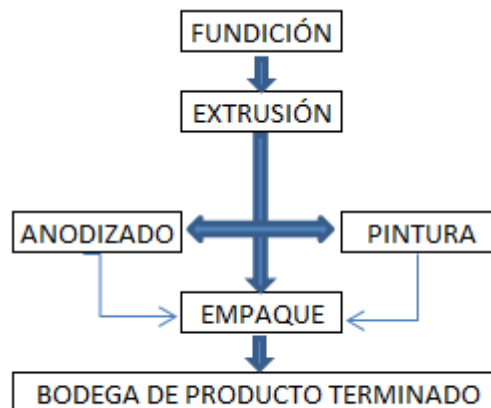 FUNDICIÓN
EXTRUSIÓN
ANODIZADO
PINTURA
EMPAQUE
BODEGA DE PRODUCTO TERMINADO